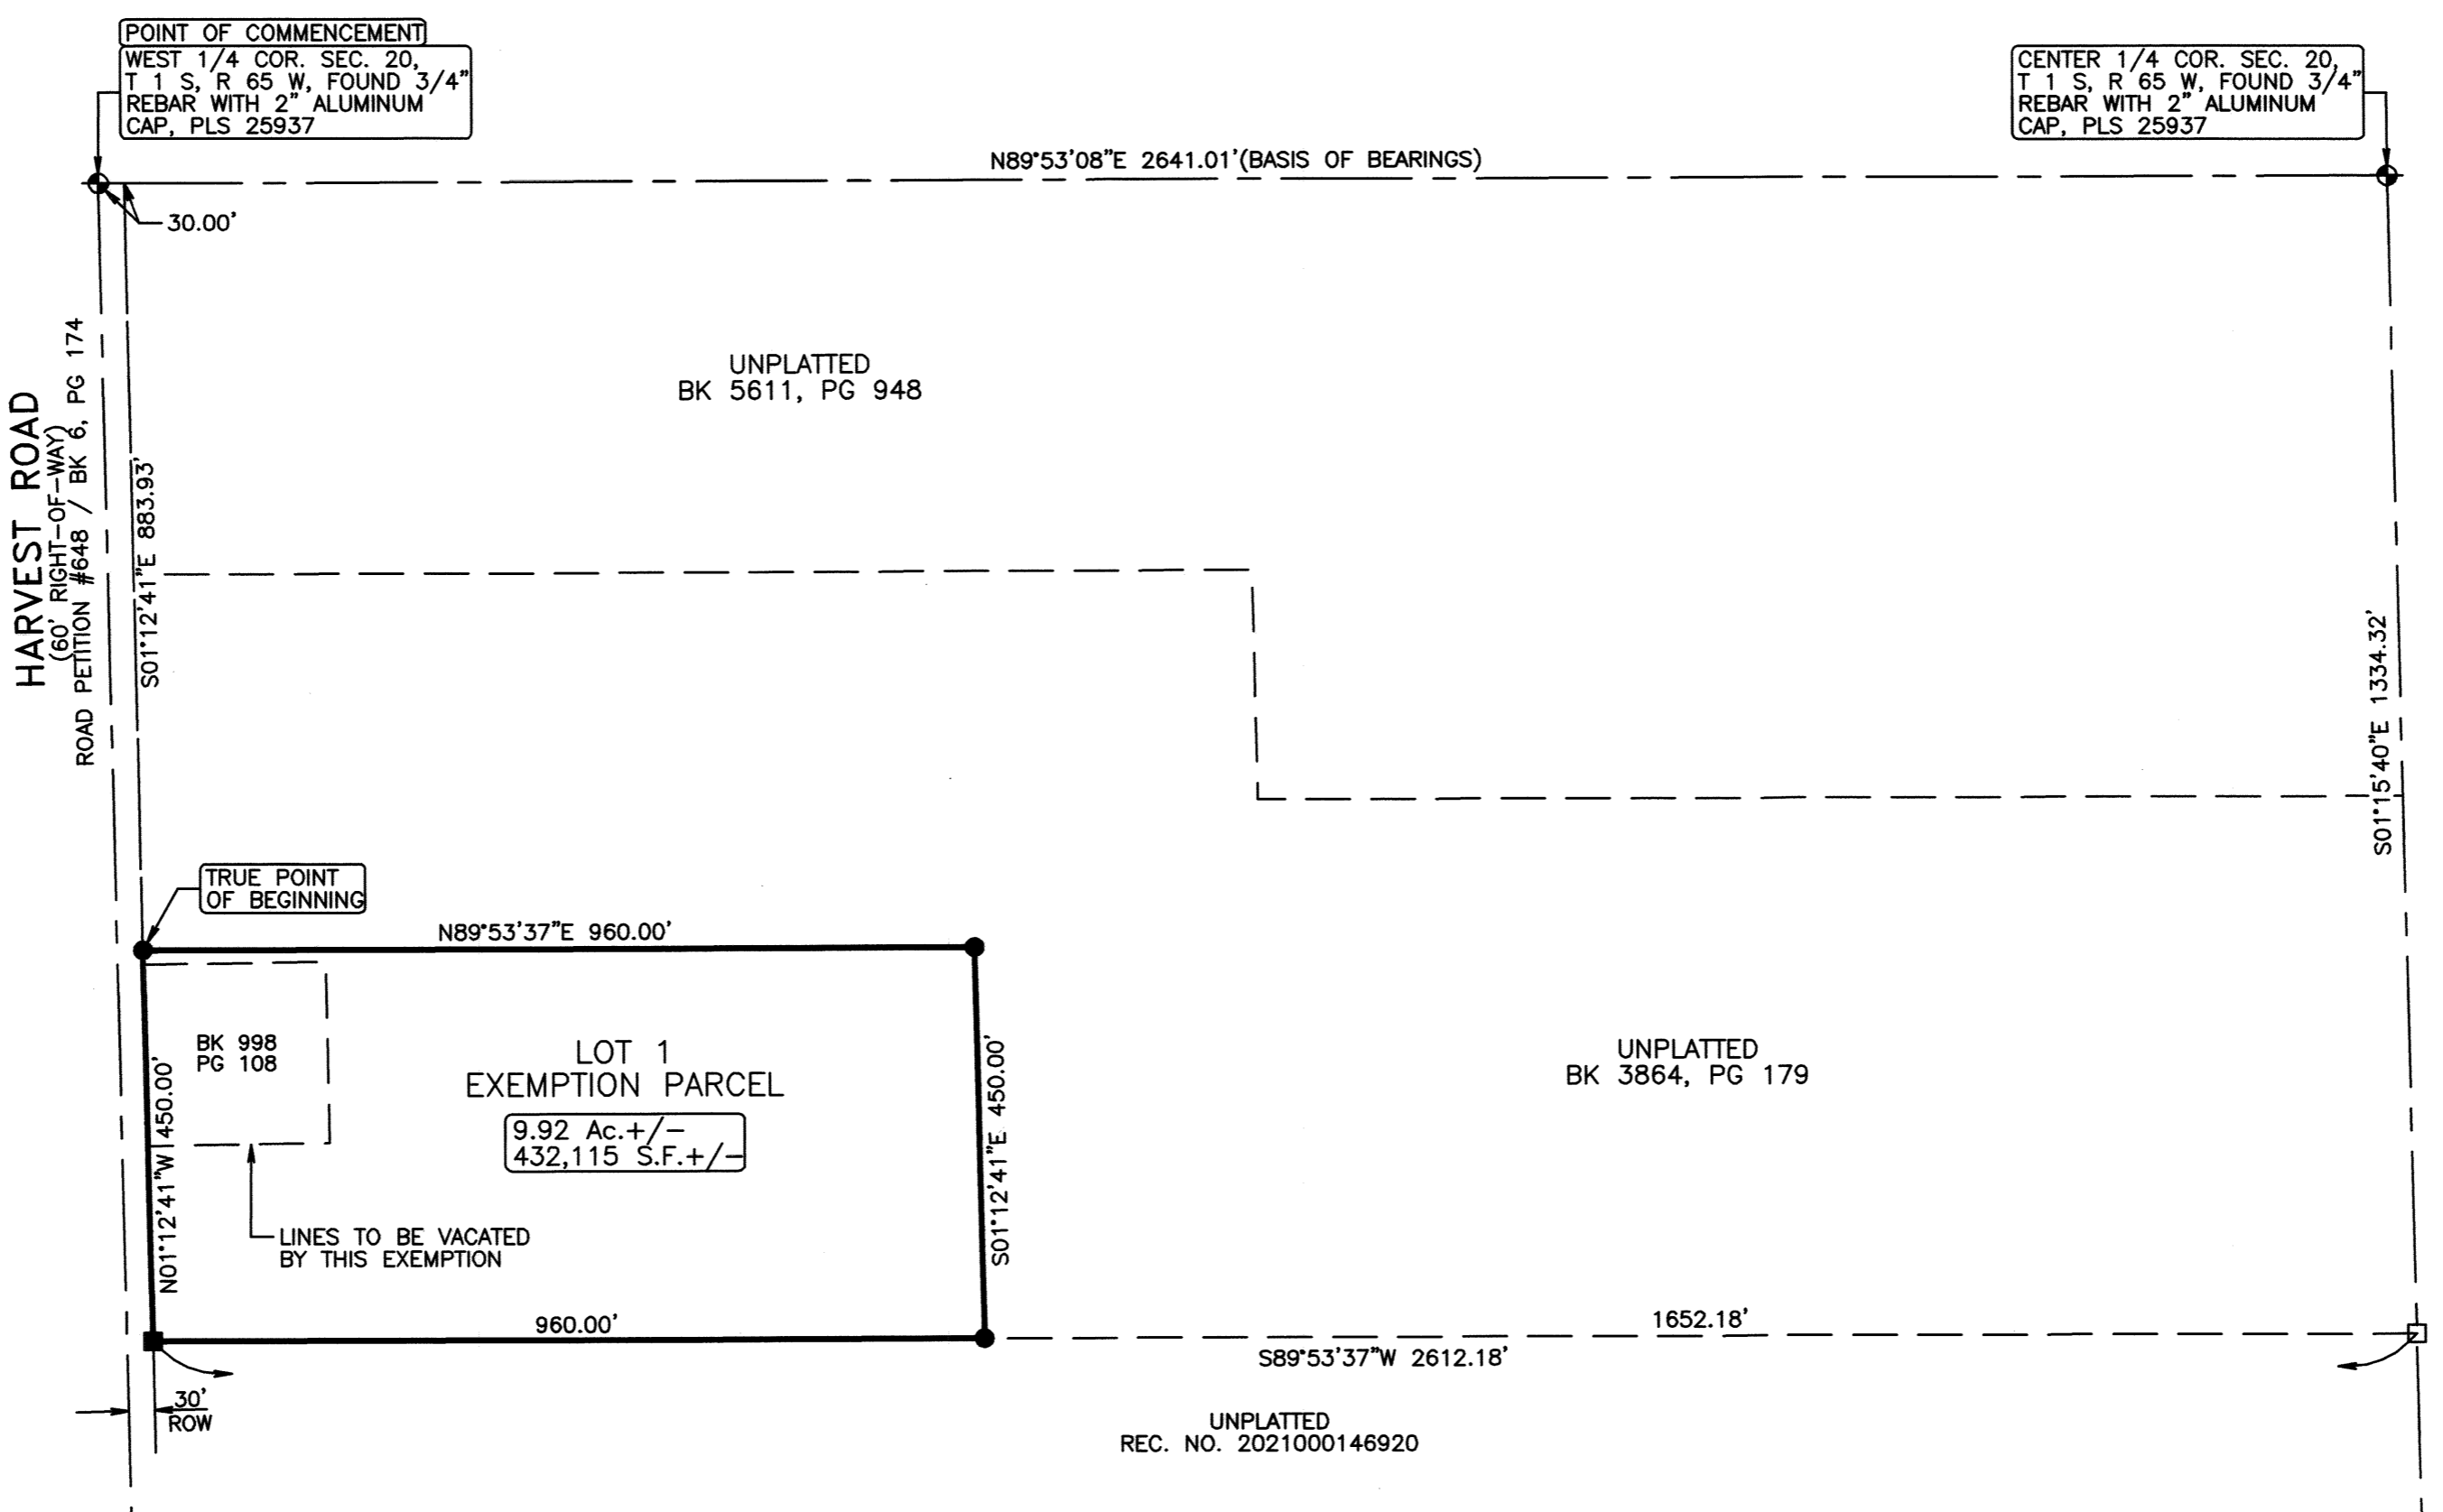 POINT OF COMMENCEMENT
WEST 1/4 COR. SEC. 20,
T 1 S, R 65 W, FOUND 3/4"
REBAR WITH 2" ALUMINUM
CAP, PLS 25937
CENTER 1/4 COR. SEC. 20,
T 1 S, R 65 W, FOUND 3/4"
REBAR WITH 2" ALUMINUM
CAP, PLS 25937
N89°53'08"E 2641.01'(BASIS OF BEARINGS)
30.00'
HARVEST ROAD
(60' RIGHT-OF-WAY)
ROAD PETITION #648 / BK 6, PG 174
S01°12'41"E 883.93'
UNPLATTED
BK 5611, PG 948
S01°15'40"E 1334.32'
TRUE POINT
OF BEGINNING
N89°53'37"E 960.00'
BK 998
PG 108
LOT 1
EXEMPTION PARCEL
9.92 Ac.+/-
432,115 S.F.+/-
N01°12'41"W 450.00'
S01°12'41"E 450.00'
UNPLATTED
BK 3864, PG 179
LINES TO BE VACATED
BY THIS EXEMPTION
960.00'
1652.18'
S89°53'37"W 2612.18'
30'
ROW
UNPLATTED
REC. NO. 2021000146920